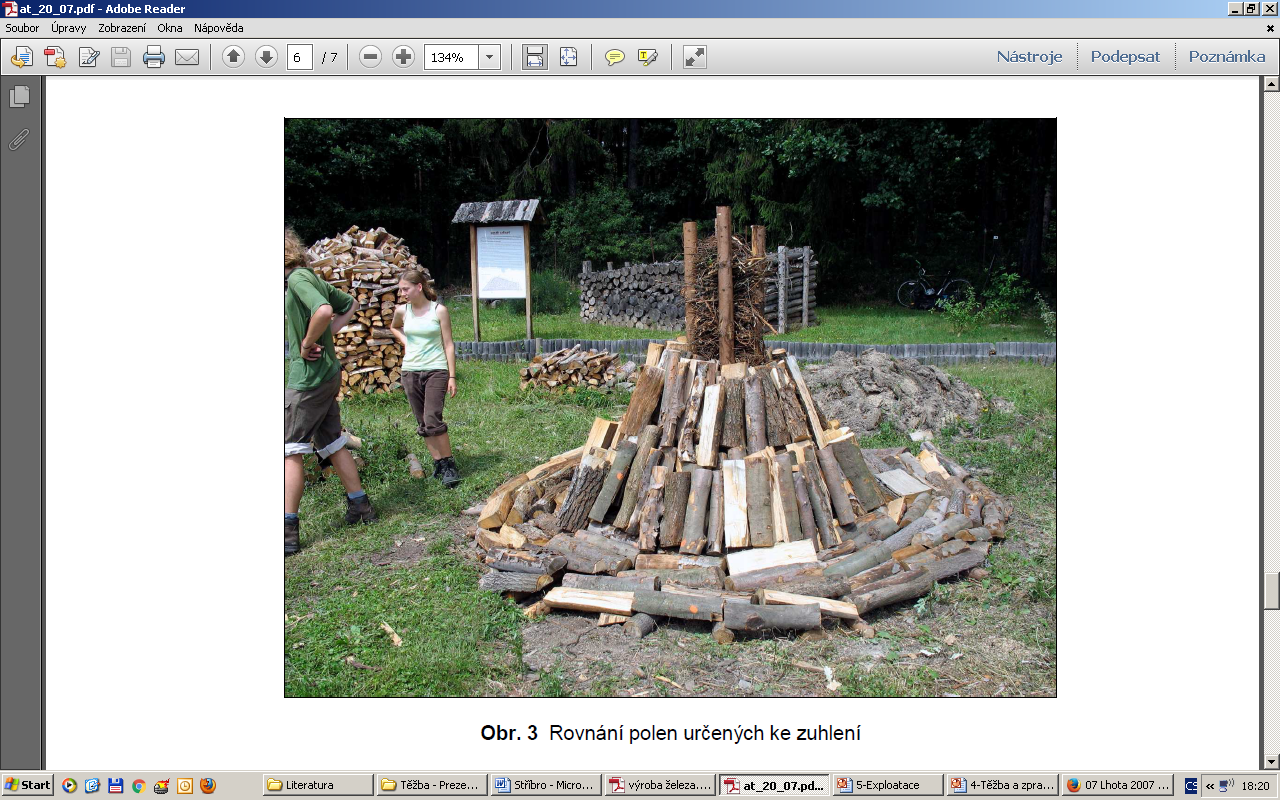 at_20_07.pdf - Adobe Reader
Soubor Úpravy Zobrazení Okna Nápověda
6 / 7 134% Nástroje Podepsat Poznámka
Obr. 3 Rovnání polen určených ke zuhlení
Start Literatura Těžba - Preze... Stříbro - Micro... výroba železa.... at_20_07.pd... 5-Exploatace 4-Těžba a zpra... 07 Lhota 2007 ... CS « 18:20